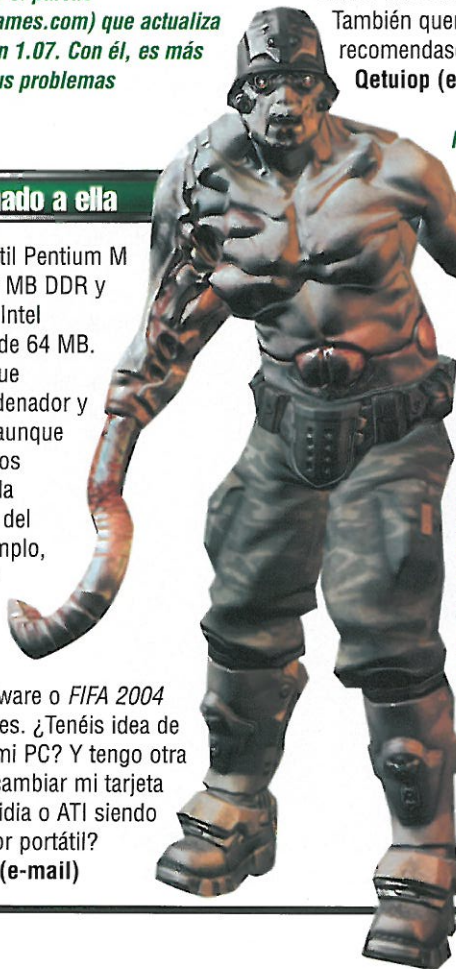 ames.com) que actualiza
n 1.07. Con él, es más
us problemas
ado a ella
til Pentium M
MB DDR y
Intel
de 64 MB.
ue
denador y
aunque
os
la
del
mplo,
ware o FIFA 2004
es. ¿Tenéis idea de
mi PC? Y tengo otra
cambiar mi tarjeta
idia o ATI siendo
or portátil?
(e-mail)
También quer
recomendas
Qetuiop (e